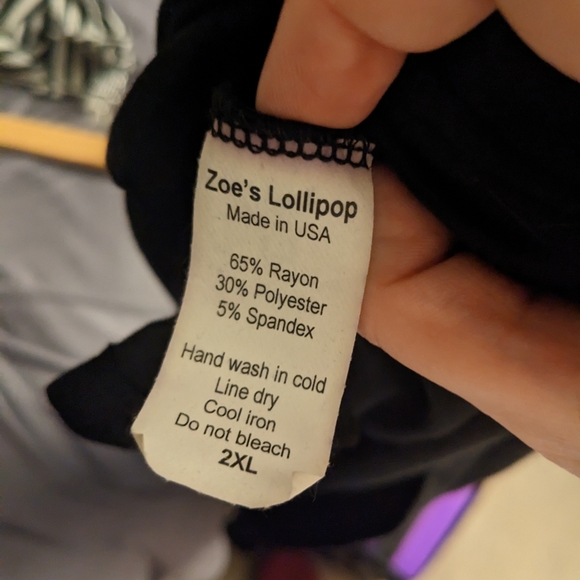 Zoe's Lollipop
Made in USA
65% Rayon
30% Polyester
5% Spandex
Hand wash in cold
Line dry
Cool iron
Do not bleach
2XL